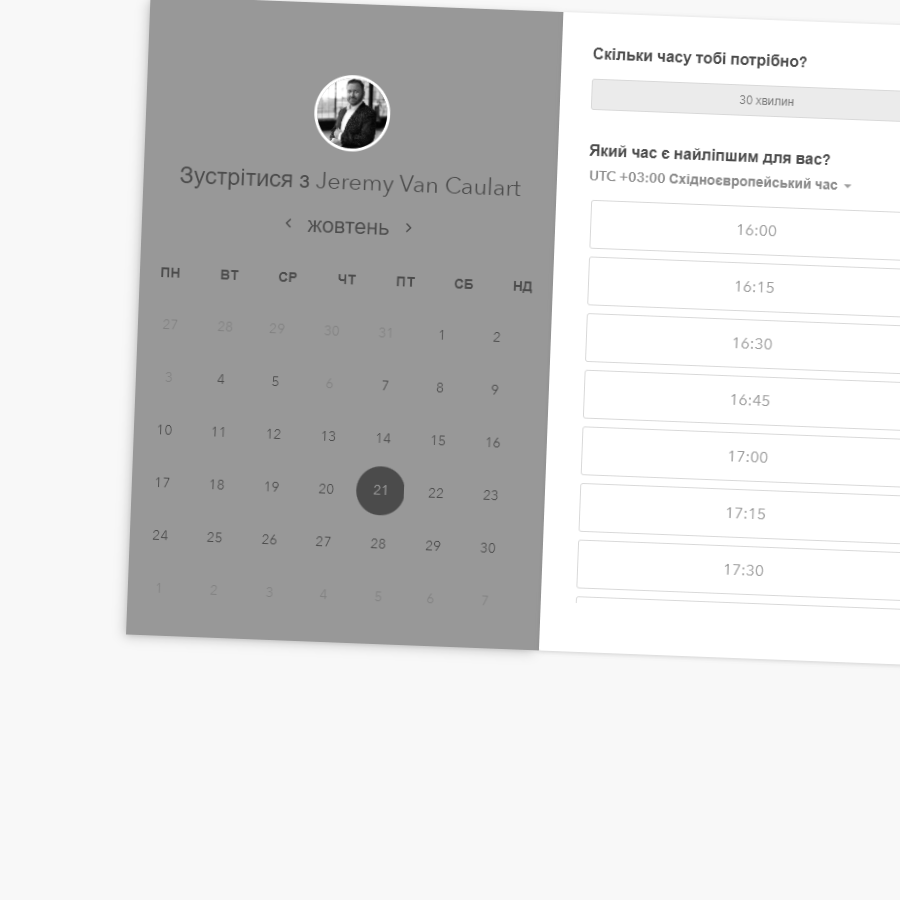 Зустрітися з Jeremy Van Caulart
жовтень
ПН ВТ СР ЧТ ПТ СБ НД
27 28 29 30 31 1 2
3 4 5 6 7 8 9
10 11 12 13 14 15 16
17 18 19 20 21 22 23
24 25 26 27 28 29 30
1 2 3 4 5 6 7
Скільки часу тобі потрібно?
30 хвилин
Який час є найліпшим для вас?
UTC +03:00 Східноєвропейський час
16:00
16:15
16:30
16:45
17:00
17:15
17:30